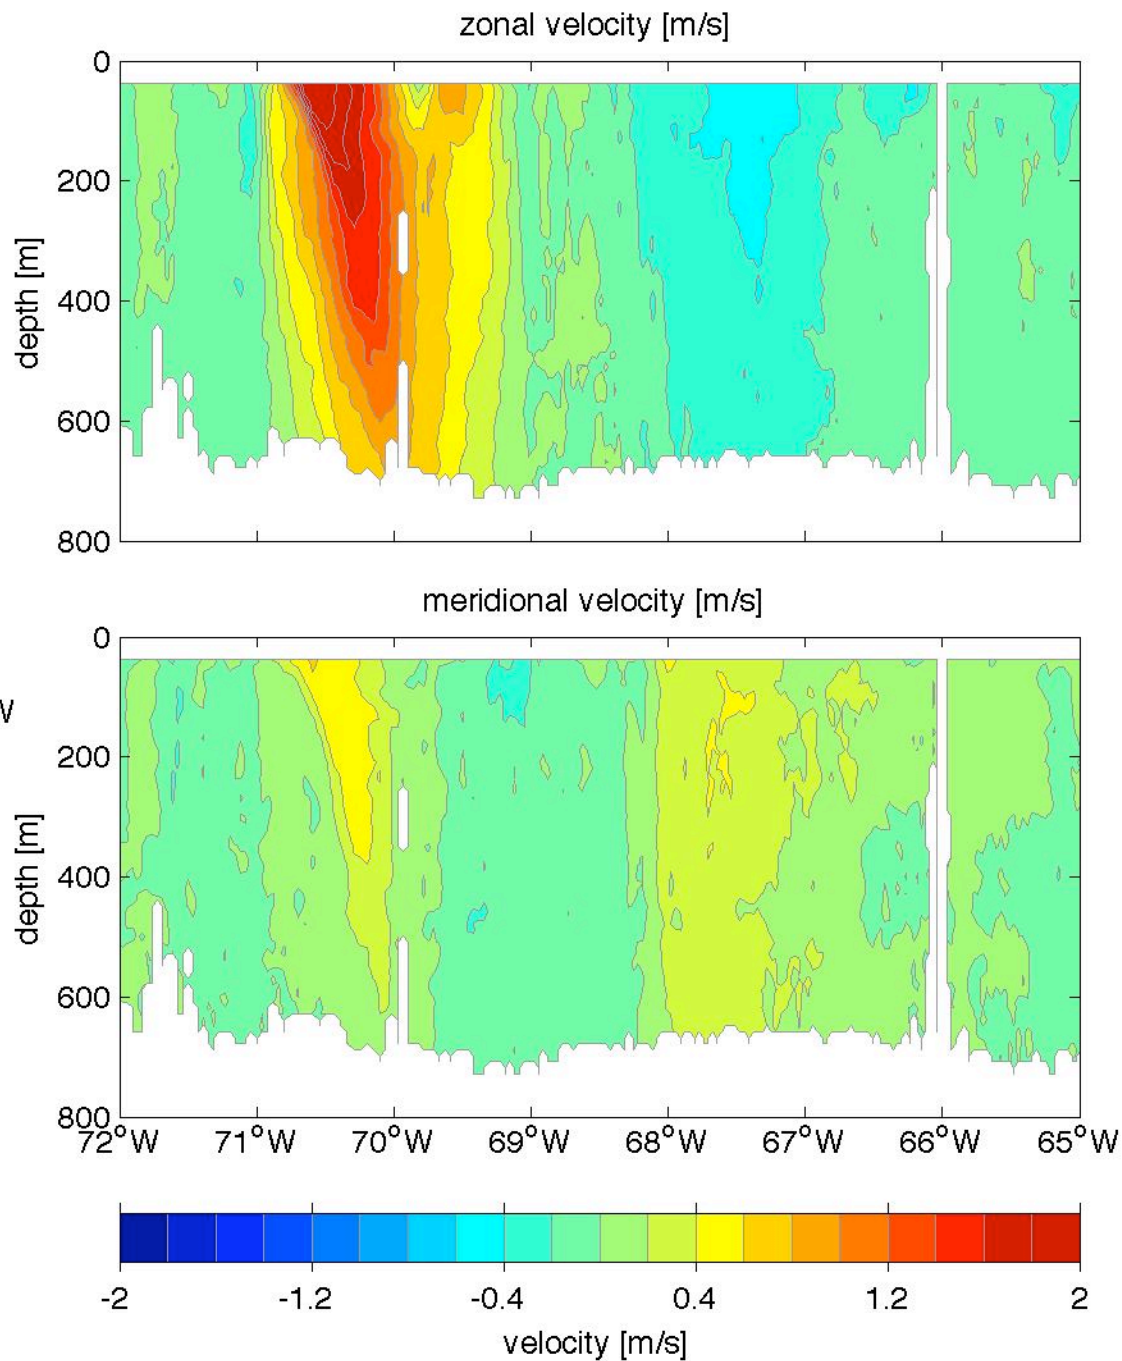 zonal velocity [m/s]
0
200
400
600
800
depth [m]
meridional velocity [m/s]
0
W
200
400
600
800
depth [m]
72°W 71°W 70°W 69°W 68°W 67°W 66°W 65°W
-2 -1.2 -0.4 0.4 1.2 2
velocity [m/s]